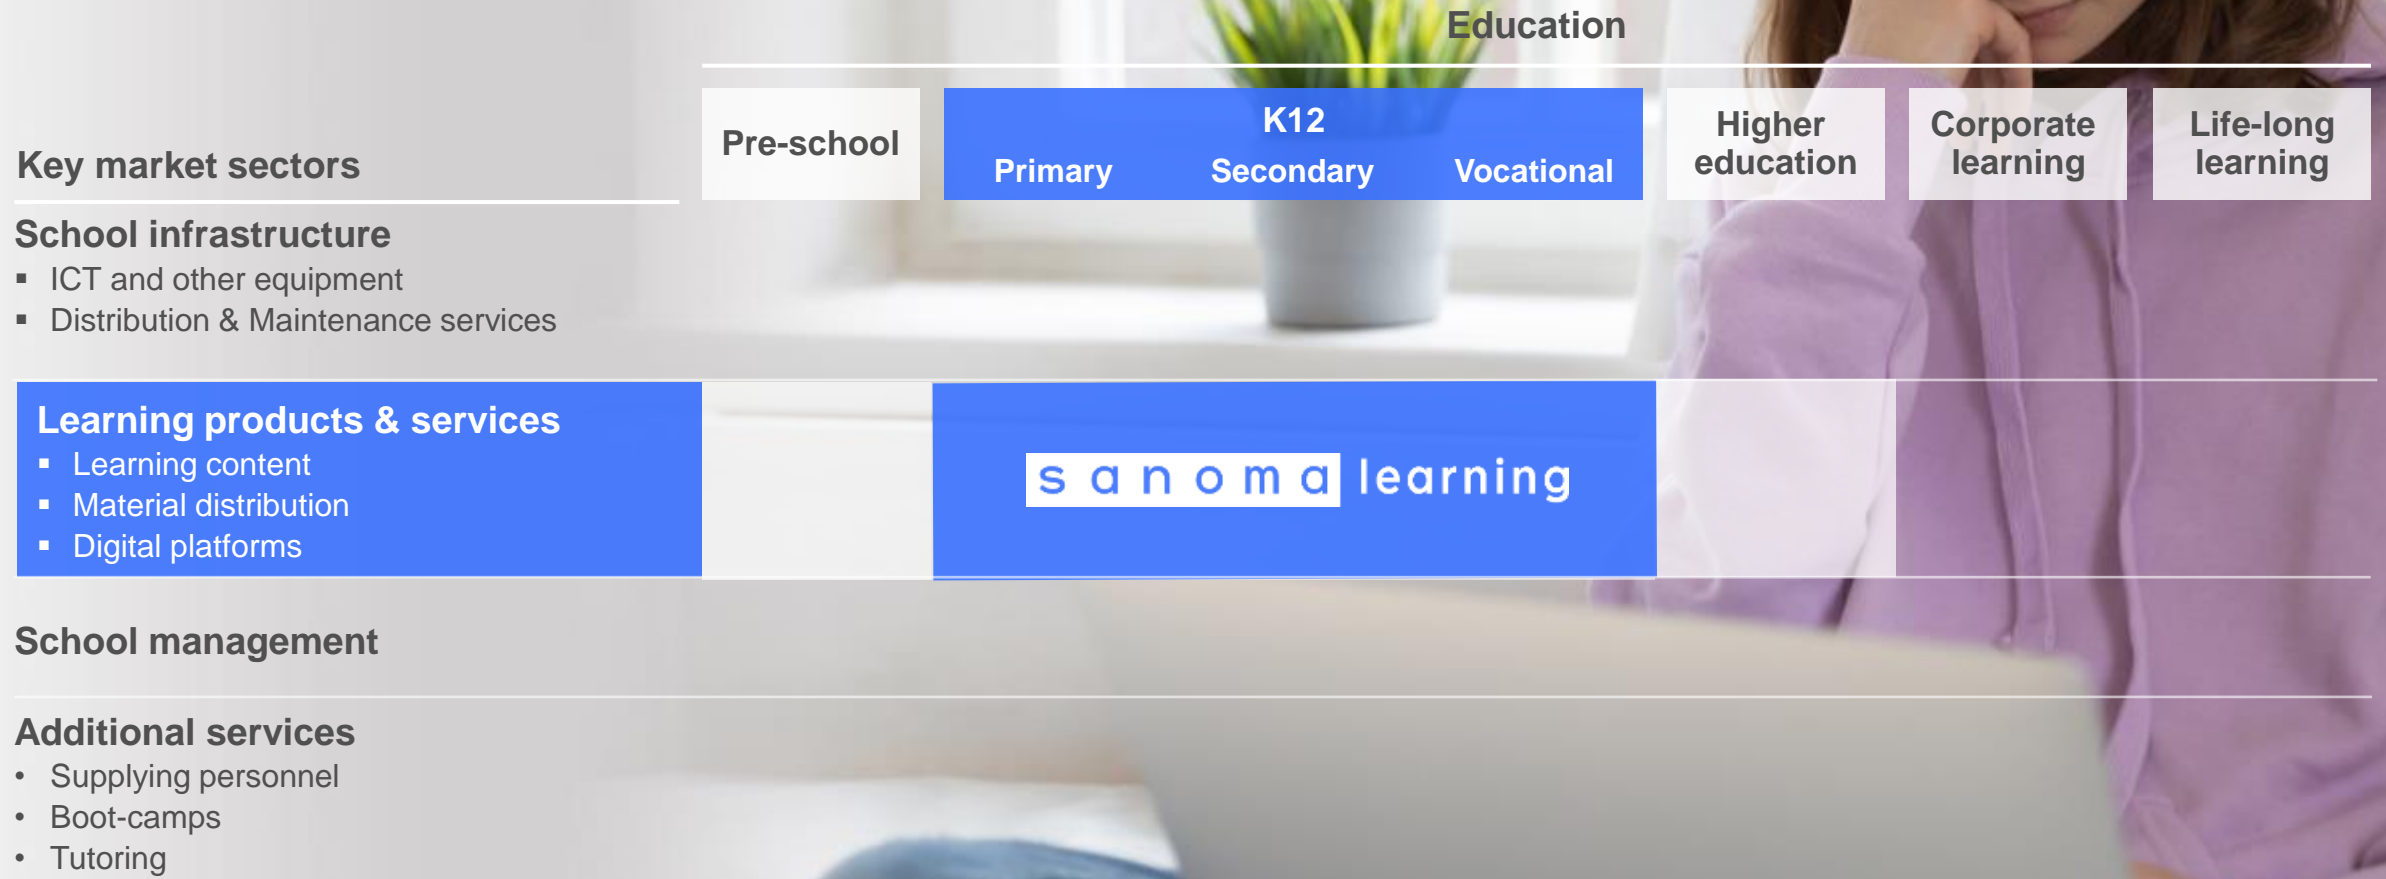 Education
Pre-school
K12
Primary Secondary Vocational
Higher
education
Corporate
learning
Life-long
learning
Key market sectors
School infrastructure
▪ ICT and other equipment
▪ Distribution & Maintenance services
Learning products & services
▪ Learning content
▪ Material distribution
▪ Digital platforms
sanoma learning
School management
Additional services
• Supplying personnel
• Boot-camps
• Tutoring